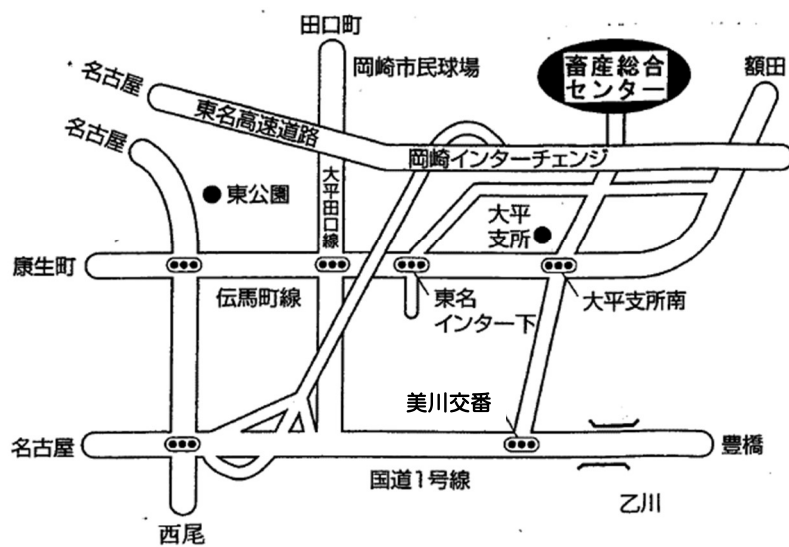 田口町
岡崎市民球場
畜産総合
センター
額田
名古屋
東名高速道路
名古屋
岡崎インターチェンジ
東公園
大平田口線
大平
支所
康生町
伝馬町線
東名
インター下
大平支所南
美川交番
名古屋
国道1号線
豊橋
乙川
西尾